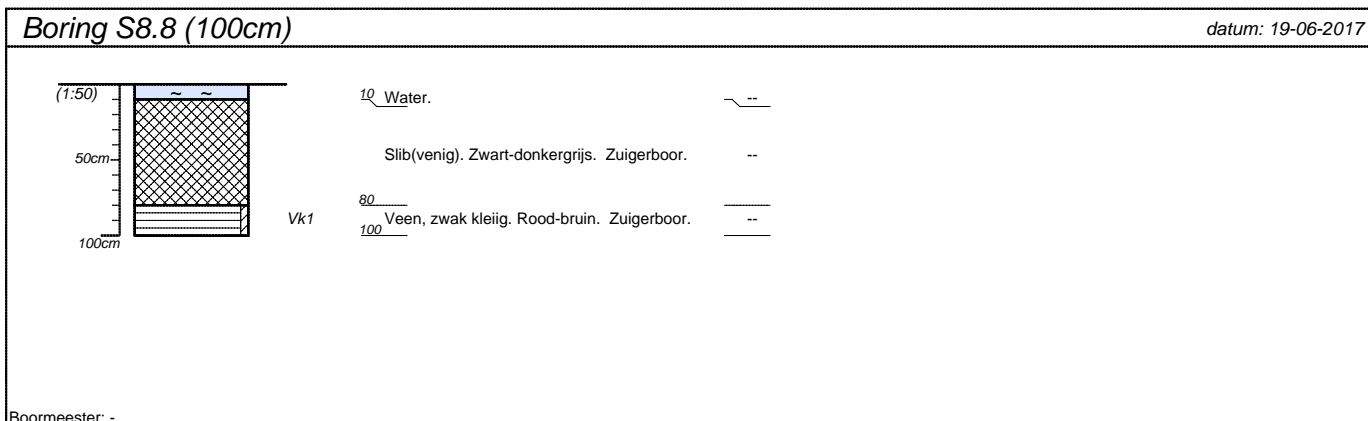 Boring S8.8 (100cm) datum: 19-06-2017
(1:50) ~ ~ 10 Water. --
50cm Slib(venig). Zwart-donkergrijs. Zuigerboor. --
80
Vk1 Veen, zwak kleiig. Rood-bruin. Zuigerboor. --
100cm 100
Boormeester: -